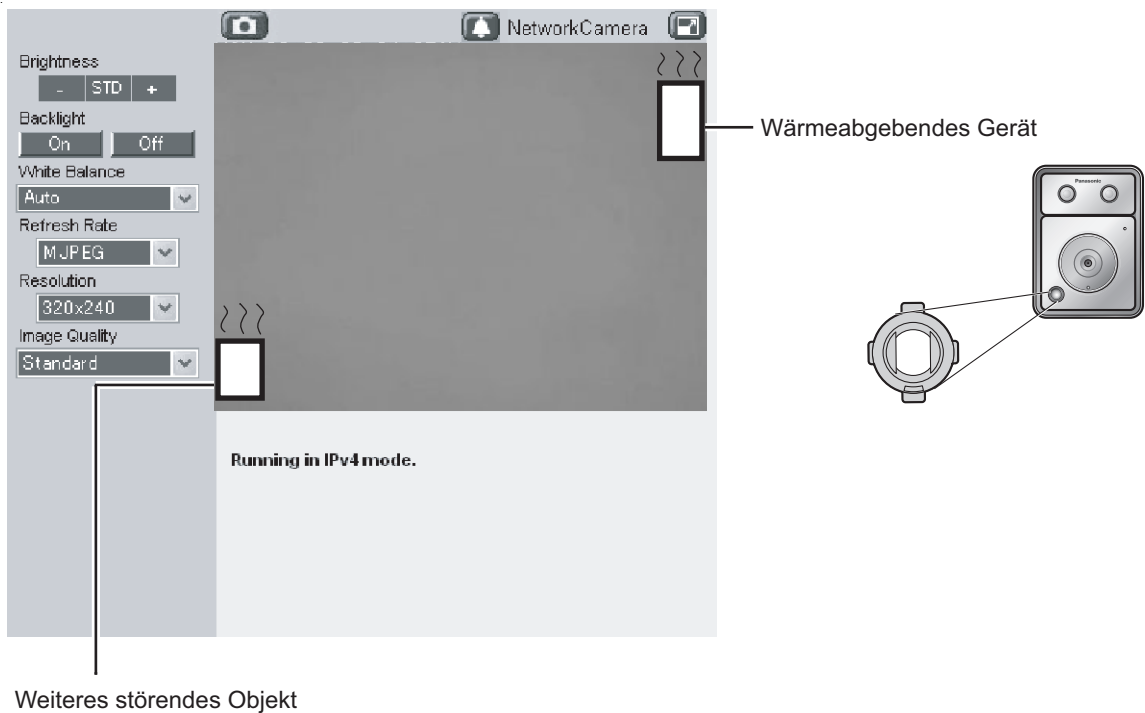 NetworkCamera
Brightness
- STD +
Backlight
On Off
White Balance
Auto
Refresh Rate
MJPEG
Resolution
320x240
Image Quality
Standard
Wärmeabgebendes Gerät
Panasonic
Running in IPv4 mode.
Weiteres störendes Objekt